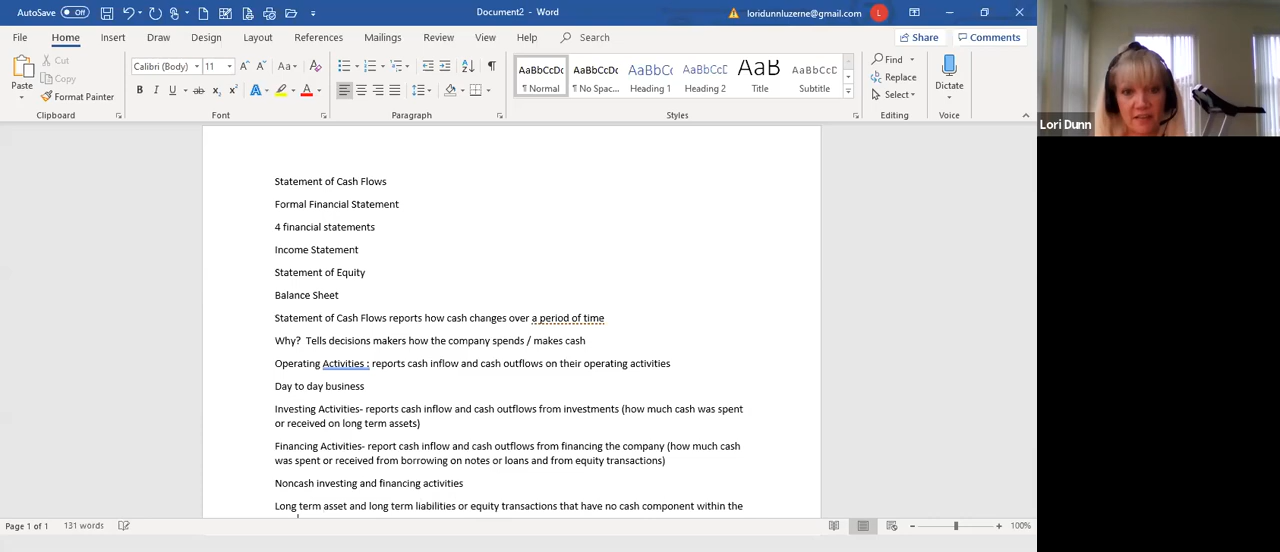 AutoSave Off Document2 - Word loridunnluzerne@gmail.com L
File Home Insert Draw Design Layout References Mailings Review View Help Search Share Comments
Paste Cut Copy Format Painter Clipboard
Calibri (Body) 11 Font
Paragraph
AaBbCcDc ¶ Normal AaBbCcDc ¶ No Spac... AaBbCc Heading 1 AaBbCcD Heading 2 AaB Title AaBbCcD Subtitle Styles
Find Replace Select Editing
Dictate Voice
Lori Dunn
Statement of Cash Flows
Formal Financial Statement
4 financial statements
Income Statement
Statement of Equity
Balance Sheet
Statement of Cash Flows reports how cash changes over a period of time
Why? Tells decisions makers how the company spends / makes cash
Operating Activities : reports cash inflow and cash outflows on their operating activities
Day to day business
Investing Activities- reports cash inflow and cash outflows from investments (how much cash was spent
or received on long term assets)
Financing Activities- report cash inflow and cash outflows from financing the company (how much cash
was spent or received from borrowing on notes or loans and from equity transactions)
Noncash investing and financing activities
Long term asset and long term liabilities or equity transactions that have no cash component within the
Page 1 of 1 131 words 100%